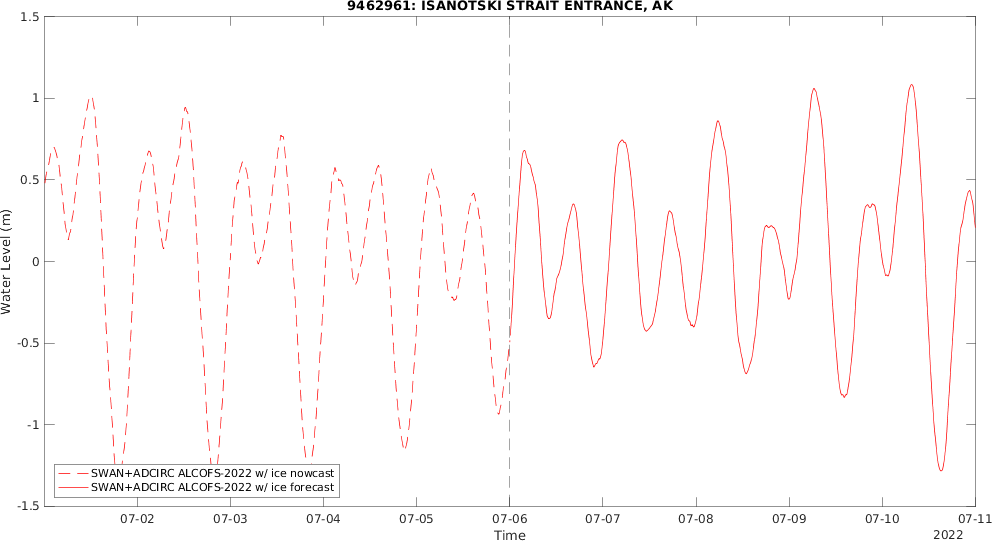 9462961: ISANOTSKI STRAIT ENTRANCE, AK
1.5
1
0.5
0
-0.5
-1
-1.5
Water Level (m)
SWAN+ADCIRC ALCOFS-2022 w/ ice nowcast
SWAN+ADCIRC ALCOFS-2022 w/ ice forecast
07-02 07-03 07-04 07-05 07-06 07-07 07-08 07-09 07-10 07-11
Time
2022